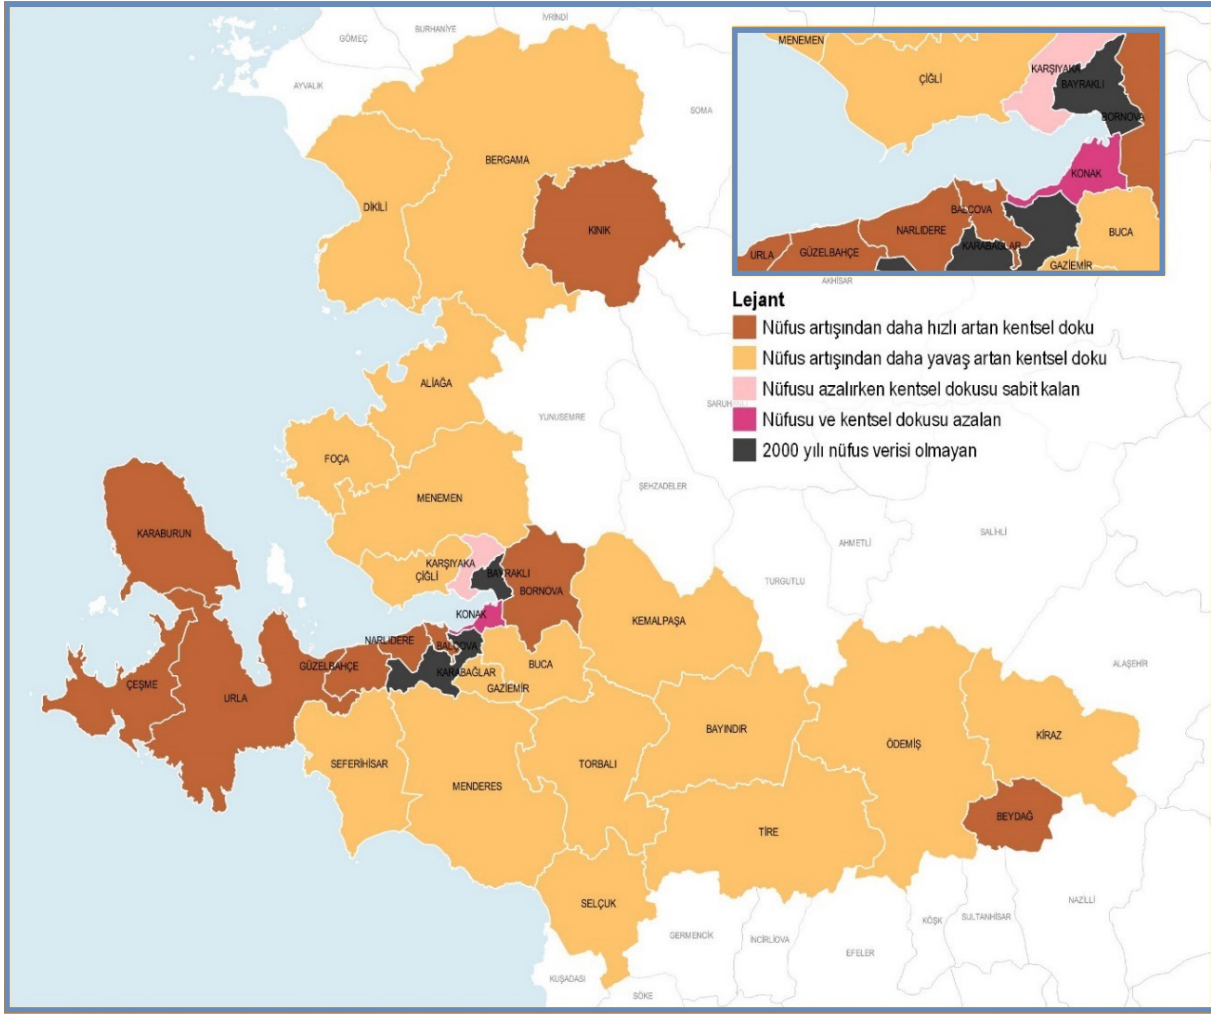 İVRİNDİ
BURHANİYE
GÖMEÇ
AYVALIK
SOMA
BERGAMA
DİKİLİ
KINIK
MENEMEN
ÇİĞLİ
KARŞIYAKA
BAYRAKLI
BORNOVA
KONAK
BALÇOVA
NARLIDERE
KARABAĞLAR
BUCA
URLA
GÜZELBAHÇE
GAZİEMİR
AKHİSAR
Lejant
Nüfus artışından daha hızlı artan kentsel doku
Nüfus artışından daha yavaş artan kentsel doku
Nüfusu azalırken kentsel dokusu sabit kalan
Nüfusu ve kentsel dokusu azalan
2000 yılı nüfus verisi olmayan
ALİAĞA
YUNUSEMRE
FOÇA
MENEMEN
ŞEHZADELER
KARABURUN
SALİHLİ
AHMETLİ
KARŞIYAKA
ÇİĞLİ
BAYRAKLI
BORNOVA
TURGUTLU
KONAK
KEMALPAŞA
NARLIDERE
BALÇOVA
GÜZELBAHÇE
KARABAĞLAR
BUCA
ALAŞEHİR
ÇEŞME
URLA
GAZİEMİR
BAYINDIR
ÖDEMİŞ
KİRAZ
SEFERİHİSAR
TORBALI
MENDERES
BEYDAĞ
TİRE
SELÇUK
NAZİLLİ
KÖŞK
SULTANHİSAR
GERMENCİK
İNCİRLİOVA
EFELER
KUŞADASI
SÖKE